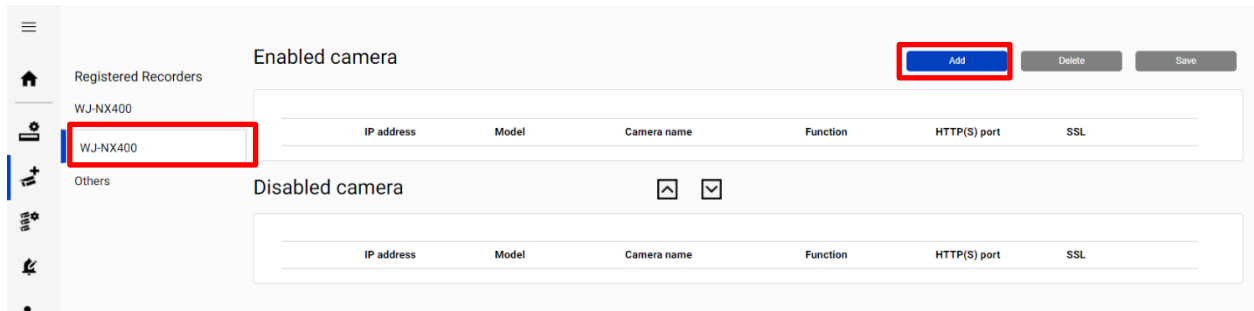 Enabled camera
Add Delete Save
Registered Recorders
WJ-NX400
IP address Model Camera name Function HTTP(S) port SSL
WJ-NX400
Others
Disabled camera
IP address Model Camera name Function HTTP(S) port SSL